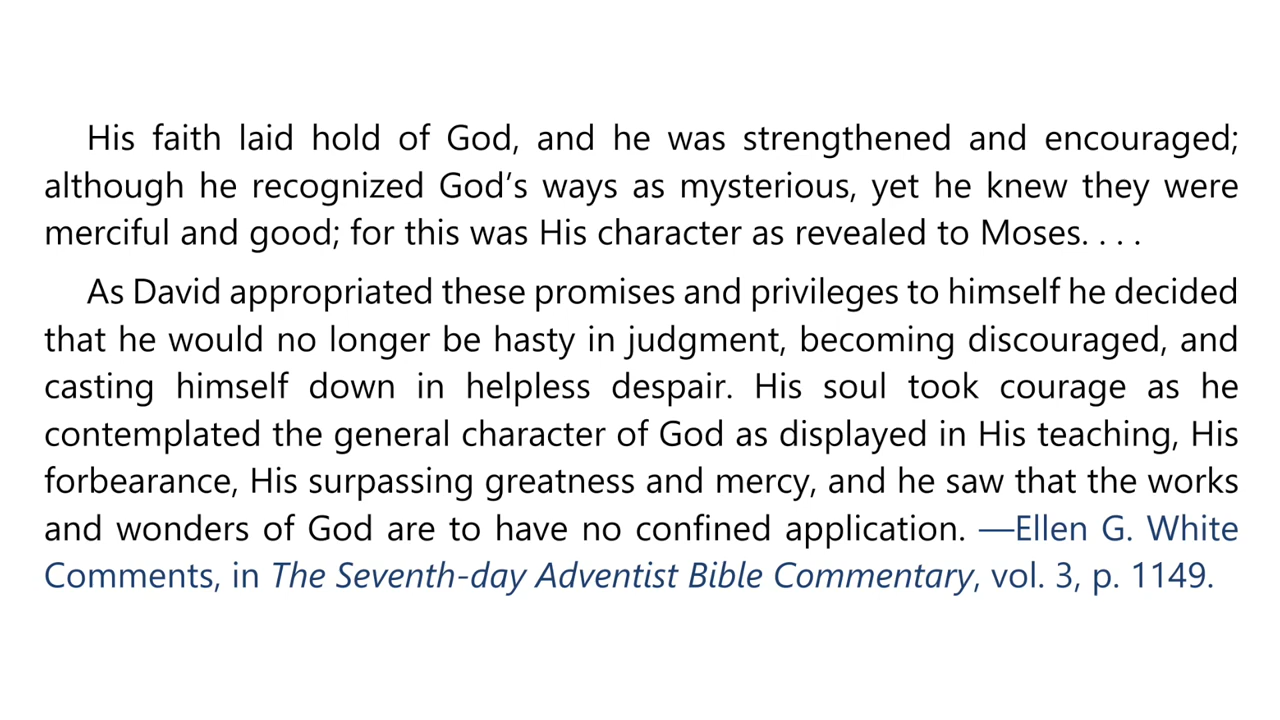 His faith laid hold of God, and he was strengthened and encouraged;
although he recognized God’s ways as mysterious, yet he knew they were
merciful and good; for this was His character as revealed to Moses. . . .
As David appropriated these promises and privileges to himself he decided
that he would no longer be hasty in judgment, becoming discouraged, and
casting himself down in helpless despair. His soul took courage as he
contemplated the general character of God as displayed in His teaching, His
forbearance, His surpassing greatness and mercy, and he saw that the works
and wonders of God are to have no confined application. —Ellen G. White
Comments, in The Seventh-day Adventist Bible Commentary, vol. 3, p. 1149.